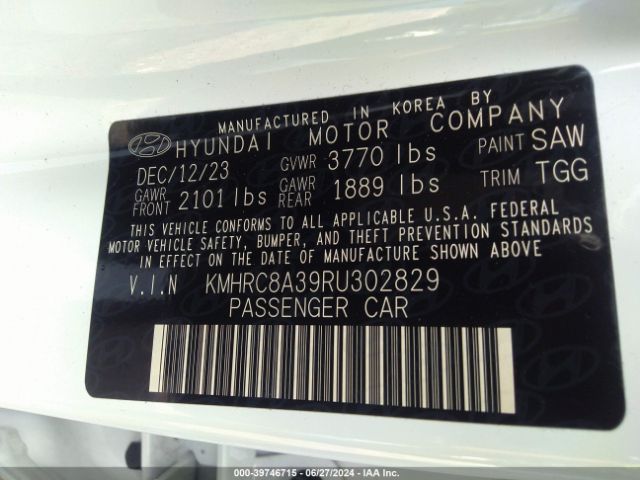 MANUFACTURED IN KOREA BY
HYUNDAI MOTOR COMPANY
DEC/12/23 GVWR 3770 lbs PAINT SAW
GAWR FRONT 2101 lbs GAWR REAR 1889 lbs TRIM TGG
THIS VEHICLE CONFORMS TO ALL APPLICABLE U.S.A. FEDERAL
MOTOR VEHICLE SAFETY, BUMPER, AND THEFT PREVENTION STANDARDS
IN EFFECT ON THE DATE OF MANUFACTURE SHOWN ABOVE.
V.I.N KMHRC8A39RU302829
PASSENGER CAR
000-39746715 - 06/27/2024 - IAA Inc.